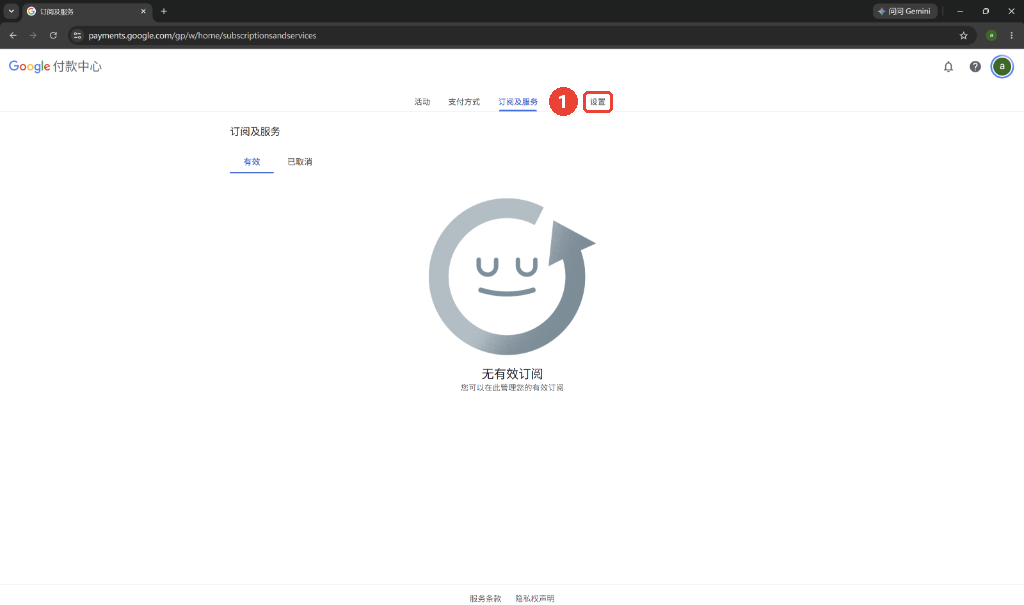 订阅及服务
问问 Gemini
payments.google.com/gp/w/home/subscriptionsandservices
a
Google 付款中心
a
活动
支付方式
订阅及服务
1
设置
订阅及服务
有效
已取消
无有效订阅
您可以在此管理您的有效订阅
服务条款
隐私权声明